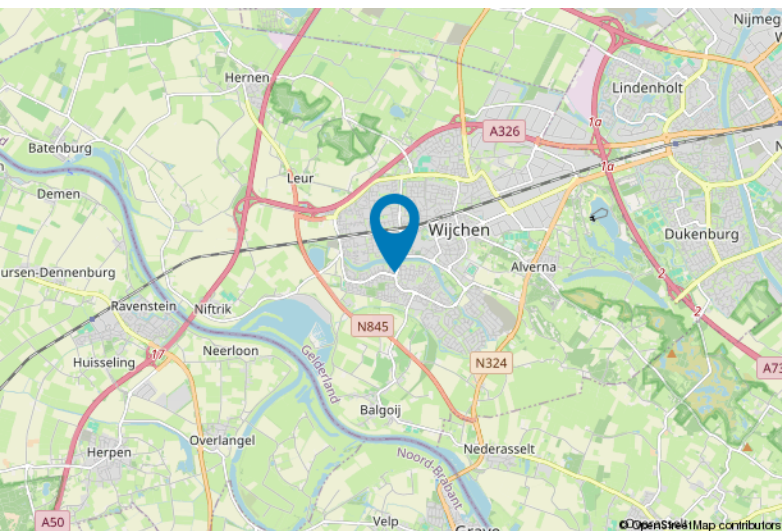 Nijmeg
Hernen
Lindenholt
A326
1a
Batenburg
1a
Leur
Demen
Wijchen
Dukenburg
ursen-Dennenburg
Alverna
2
Ravenstein
Niftrik
2
N845
17
Neerloon
Huisseling
Gelderland
N324
A73
Balgoij
Overlangel
Nederasselt
Herpen
Noord-Brabant
A50
Velp
Grave
© OpenStreetMap contributors